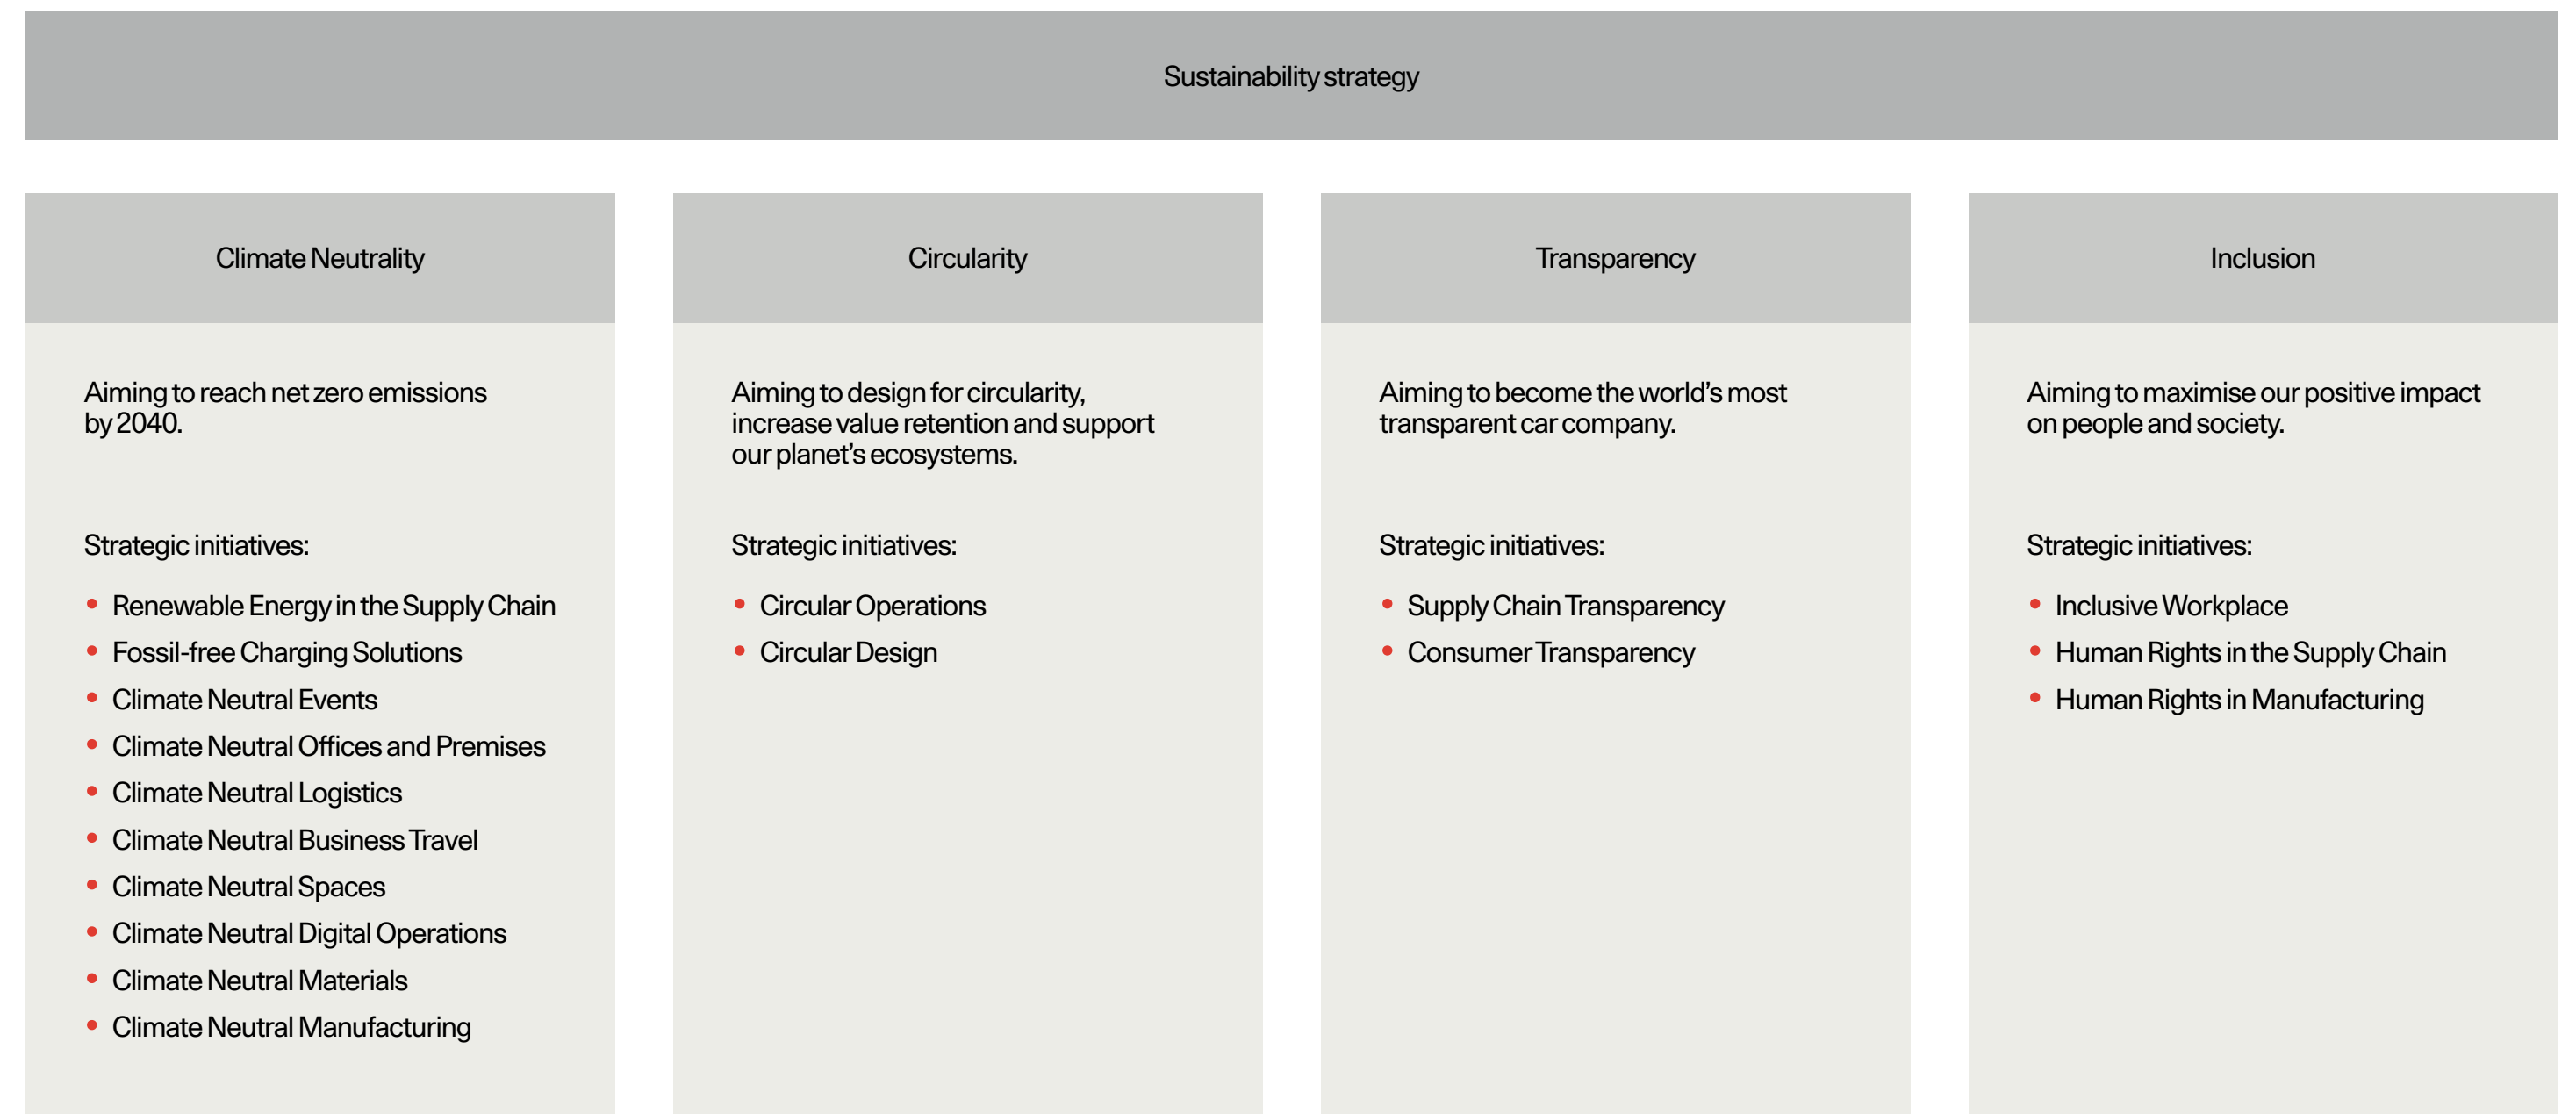 Sustainability strategy
Climate Neutrality
Aiming to reach net zero emissions
by 2040.
Strategic initiatives:
• Renewable Energy in the Supply Chain
• Fossil-free Charging Solutions
• Climate Neutral Events
• Climate Neutral Offices and Premises
• Climate Neutral Logistics
• Climate Neutral Business Travel
• Climate Neutral Spaces
• Climate Neutral Digital Operations
• Climate Neutral Materials
• Climate Neutral Manufacturing
Circularity
Aiming to design for circularity,
increase value retention and support
our planet’s ecosystems.
Strategic initiatives:
• Circular Operations
• Circular Design
Transparency
Aiming to become the world’s most
transparent car company.
Strategic initiatives:
• Supply Chain Transparency
• Consumer Transparency
Inclusion
Aiming to maximise our positive impact
on people and society.
Strategic initiatives:
• Inclusive Workplace
• Human Rights in the Supply Chain
• Human Rights in Manufacturing